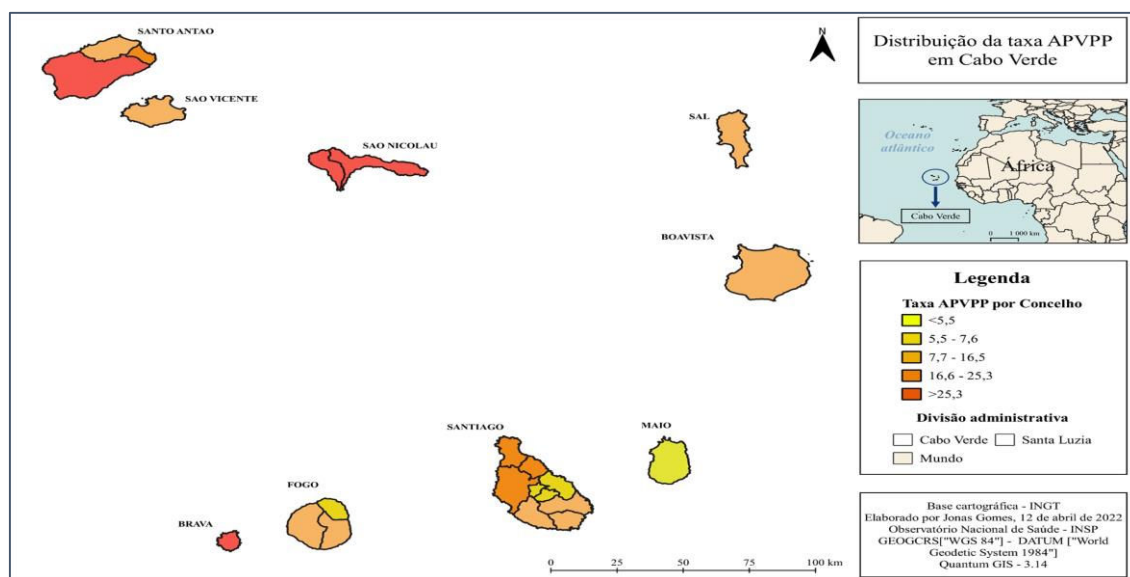 SANTO ANTAO
SAO VICENTE
SAO NICOLAU
SAL
BOAVISTA
SANTIAGO
MAIO
FOGO
BRAVA
N
0 25 50 75 100 km
Distribuição da taxa APVPP
em Cabo Verde
Oceano
atlântico
África
Cabo Verde
0 1 000 km
Legenda
Taxa APVPP por Concelho
<5,5
5,5 - 7,6
7,7 - 16,5
16,6 - 25,3
>25,3
Divisão administrativa
Cabo Verde Santa Luzia
Mundo
Base cartográfica - INGT
Elaborado por Jonas Gomes, 12 de abril de 2022
Observatório Nacional de Saúde - INSP
GEOGCRS["WGS 84"] - DATUM ["World
Geodetic System 1984"]
Quantum GIS - 3.14